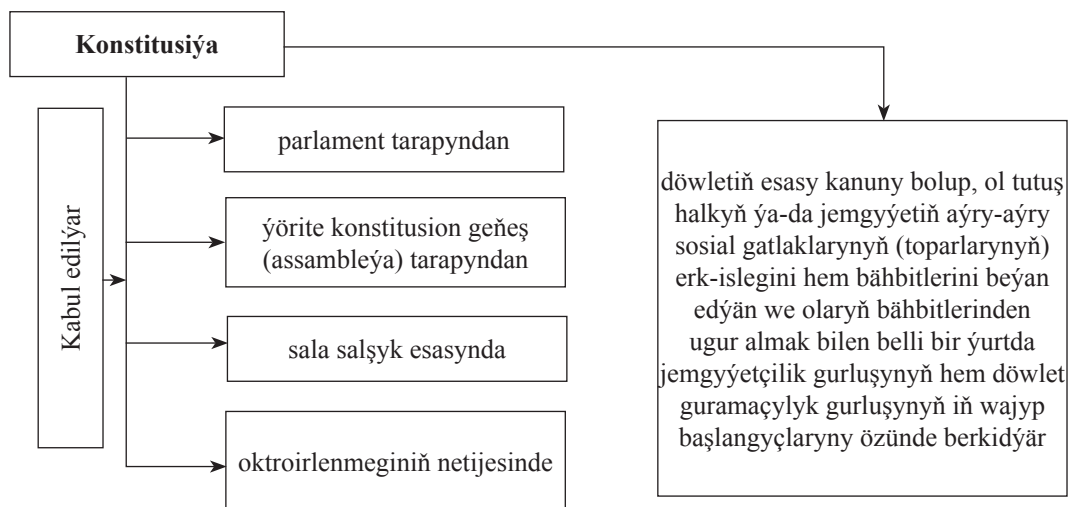 Konstitusiýa
Kabul edilýar
parlament tarapyndan
ýörite konstitusion geňeş
(assambleýa) tarapyndan
sala salşyk esasynda
oktroirlenmeginiň netijesinde
döwletiň esasy kanuny bolup, ol tutuş
halkyň ýa-da jemgyýetiň aýry-aýry
sosial gatlaklarynyň (toparlarynyň)
erk-islegini hem bähbitlerini beýan
edýän we olaryň bähbitlerinden
ugur almak bilen belli bir ýurtda
jemgyýetçilik gurluşynyň hem döwlet
guramaçylyk gurluşynyň iň wajyp
başlangyçlaryny özünde berkidýär